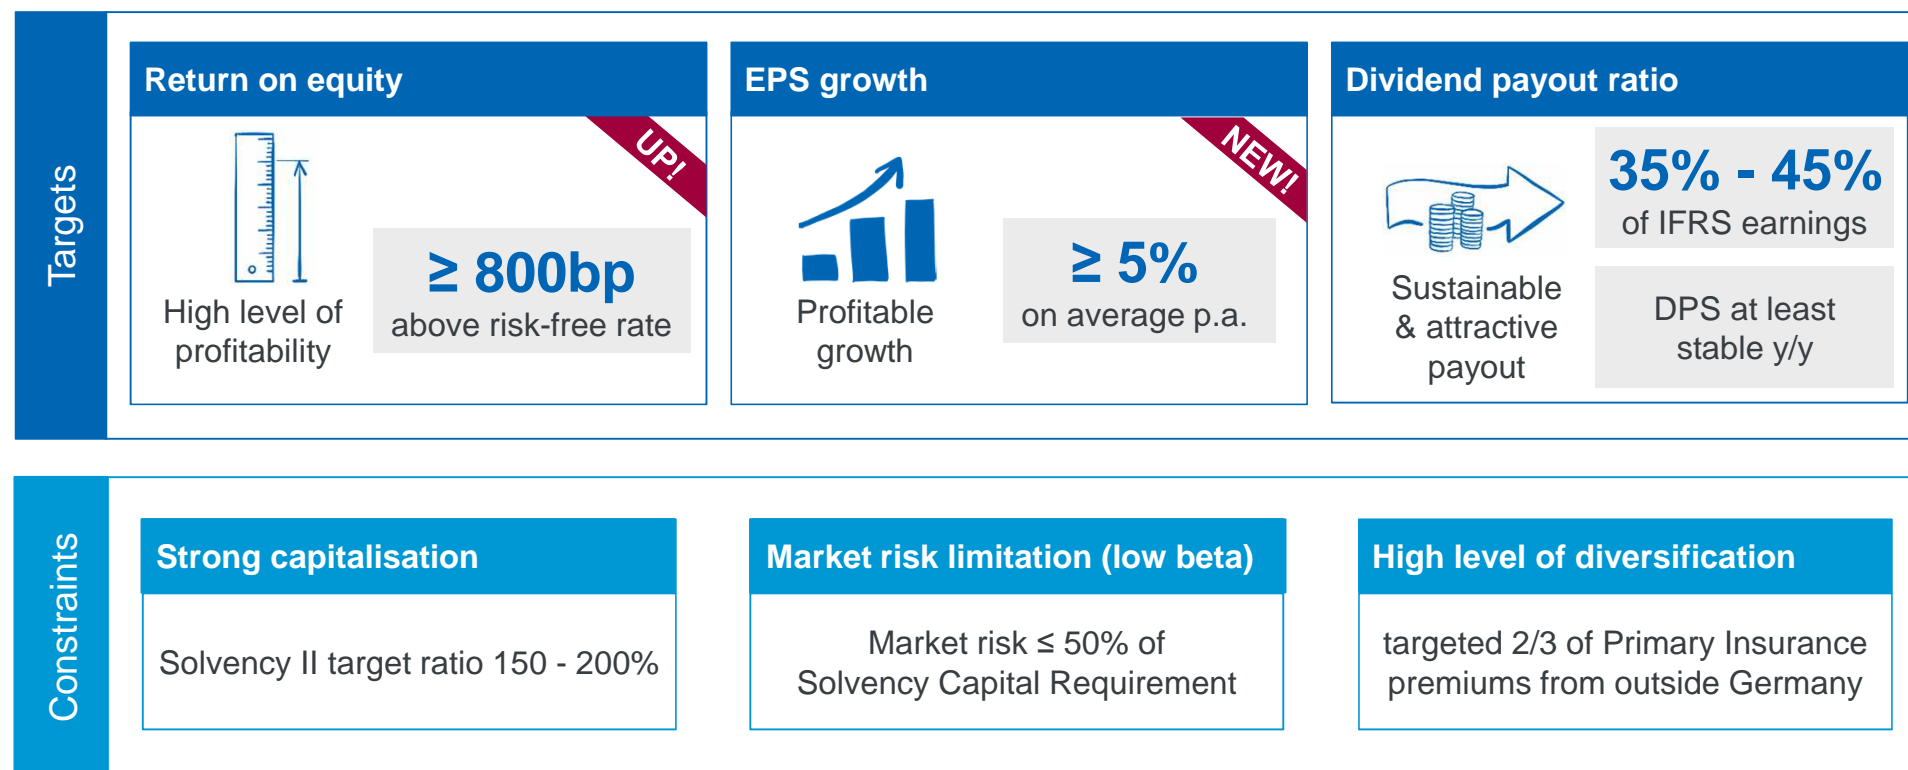 Targets
Return on equity
UP!
High level of
profitability
≥ 800bp
above risk-free rate
EPS growth
NEW!
Profitable
growth
≥ 5%
on average p.a.
Dividend payout ratio
Sustainable
& attractive
payout
35% - 45%
of IFRS earnings
DPS at least
stable y/y
Constraints
Strong capitalisation
Solvency II target ratio 150 - 200%
Market risk limitation (low beta)
Market risk ≤ 50% of
Solvency Capital Requirement
High level of diversification
targeted 2/3 of Primary Insurance
premiums from outside Germany